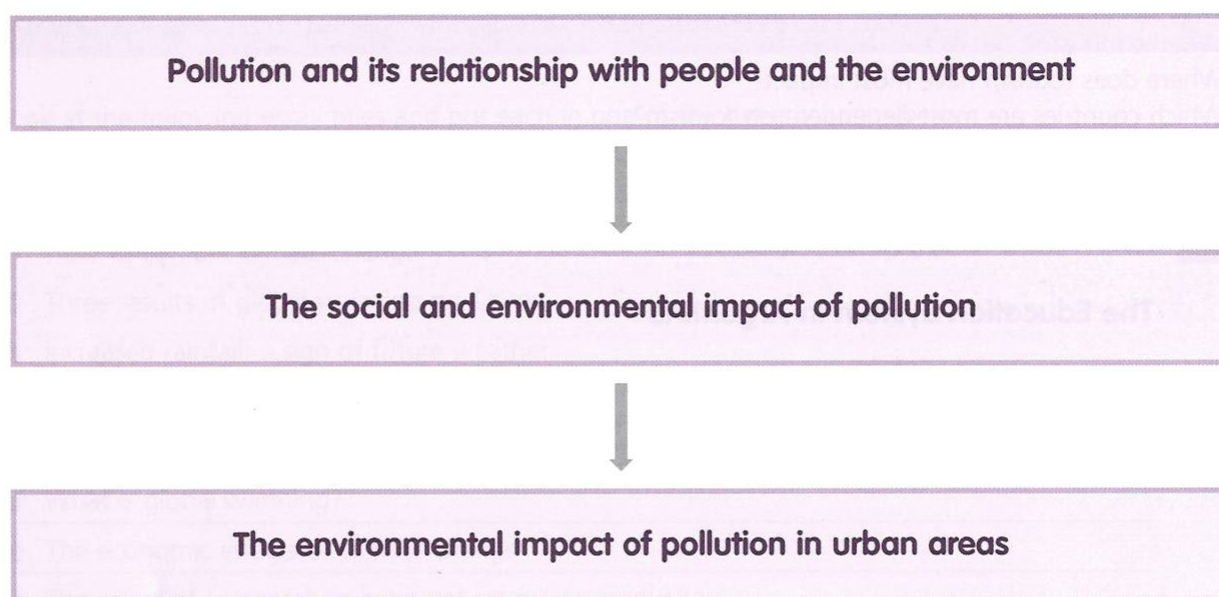 Pollution and its relationship with people and the environment
The social and environmental impact of pollution
The environmental impact of pollution in urban areas